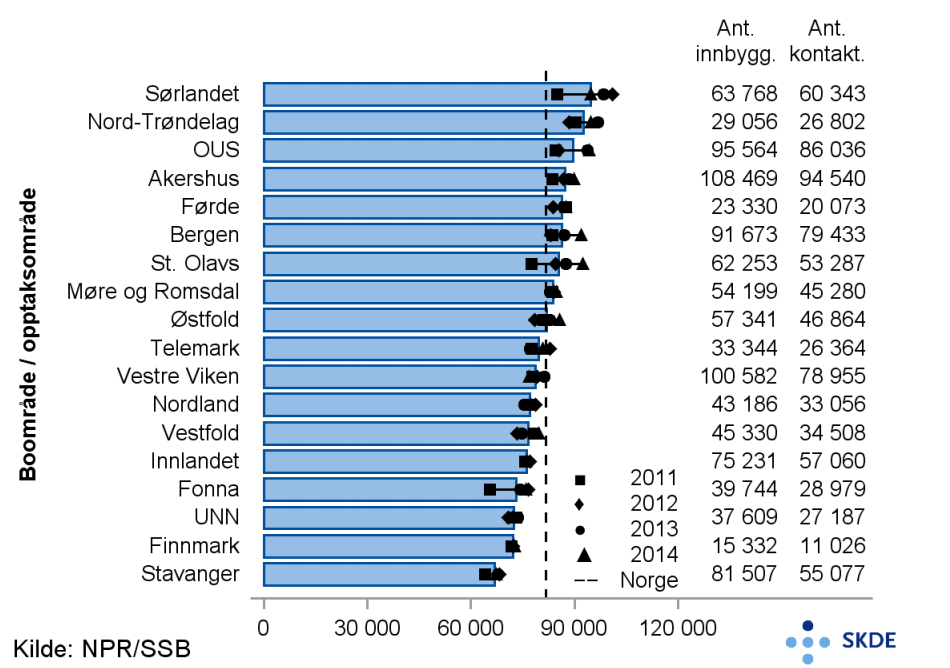 Ant. Ant.
innbygg. kontakt.
Sørlandet 63 768 60 343
Nord-Trøndelag 29 056 26 802
OUS 95 564 86 036
Akershus 108 469 94 540
Førde 23 330 20 073
Bergen 91 673 79 433
St. Olavs 62 253 53 287
Møre og Romsdal 54 199 45 280
Østfold 57 341 46 864
Telemark 33 344 26 364
Vestre Viken 100 582 78 955
Nordland 43 186 33 056
Vestfold 45 330 34 508
Innlandet 75 231 57 060
Fonna 39 744 28 979
UNN 37 609 27 187
Finnmark 15 332 11 026
Stavanger 81 507 55 077
Boområde / opptaksområde
2011
2012
2013
2014
Norge
0 30 000 60 000 90 000 120 000
Kilde: NPR/SSB
SKDE